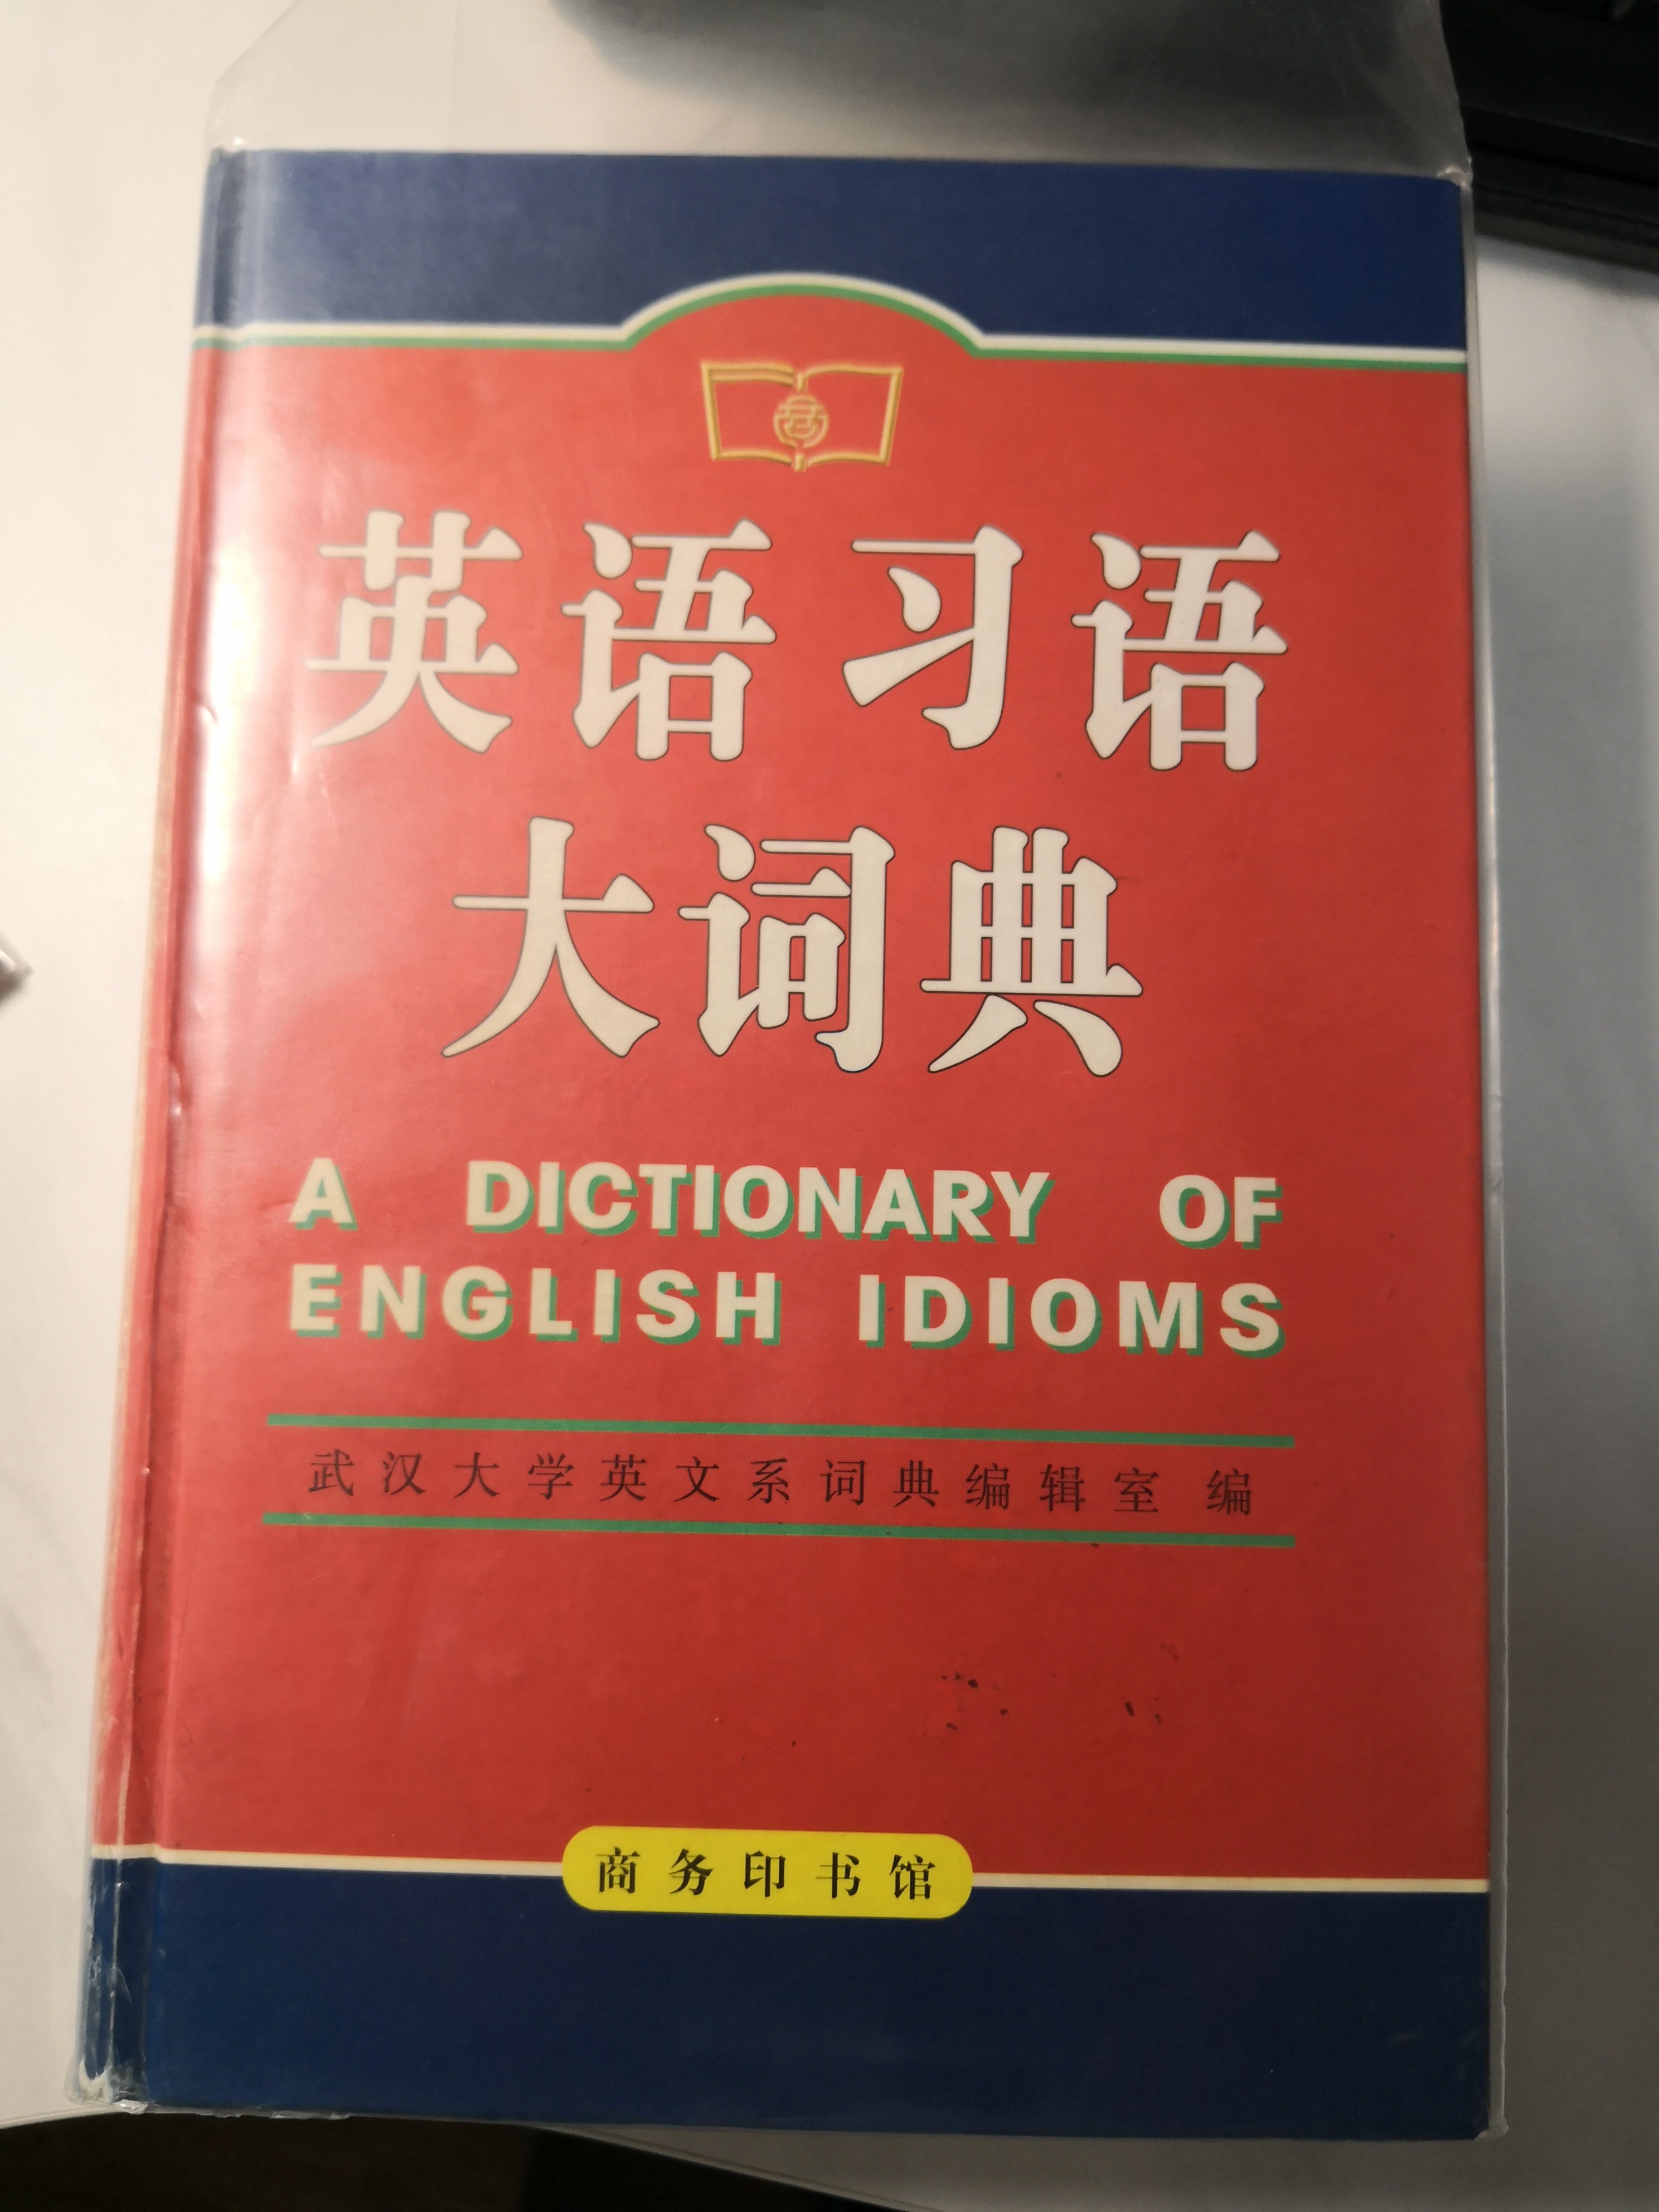 英语习语
大词典
A DICTIONARY OF
ENGLISH IDIOMS
武汉大学英文系词典编辑室 编
商务印书馆